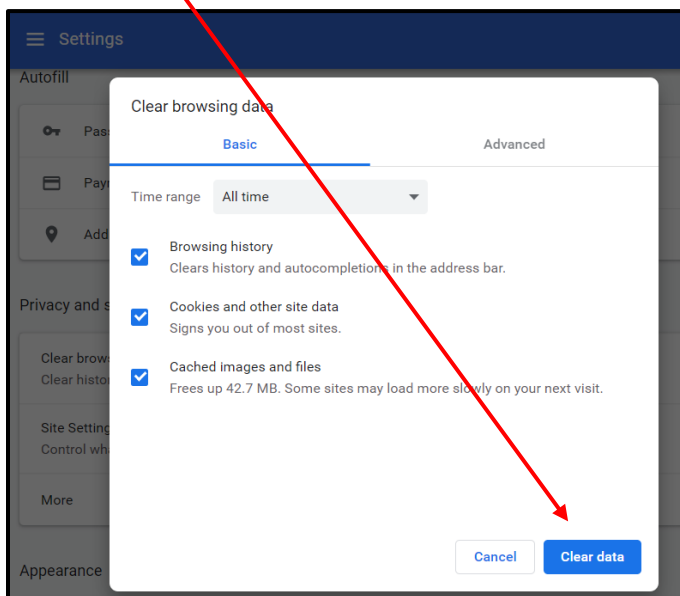 Settings
Autofill
Clear browsing data
Basic
Advanced
Pass
Payn
Add
Time range All time
Browsing history
Clears history and autocompletions in the address bar.
Cookies and other site data
Signs you out of most sites.
Cached images and files
Frees up 42.7 MB. Some sites may load more slowly on your next visit.
Privacy and s
Clear brows
Clear histo
Site Setting
Control wh
More
Appearance
Cancel
Clear data